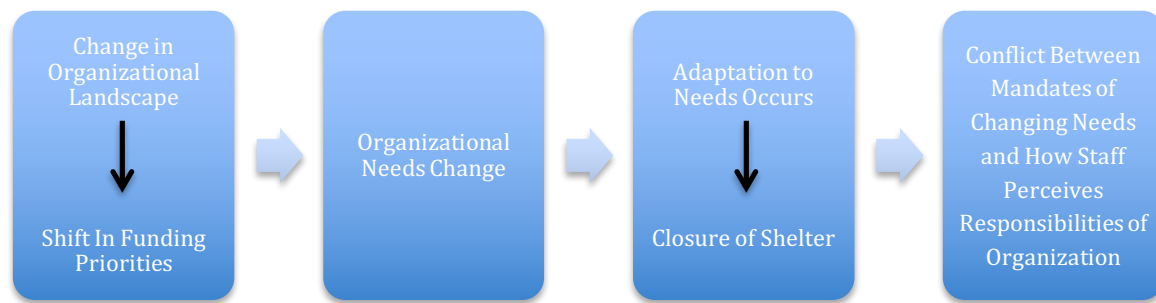 Change in
Organizational
Landscape
Shift In Funding
Priorities
Organizational
Needs Change
Adaptation to
Needs Occurs
Closure of Shelter
Conflict Between
Mandates of
Changing Needs
and How Staff
Perceives
Responsibilities of
Organization